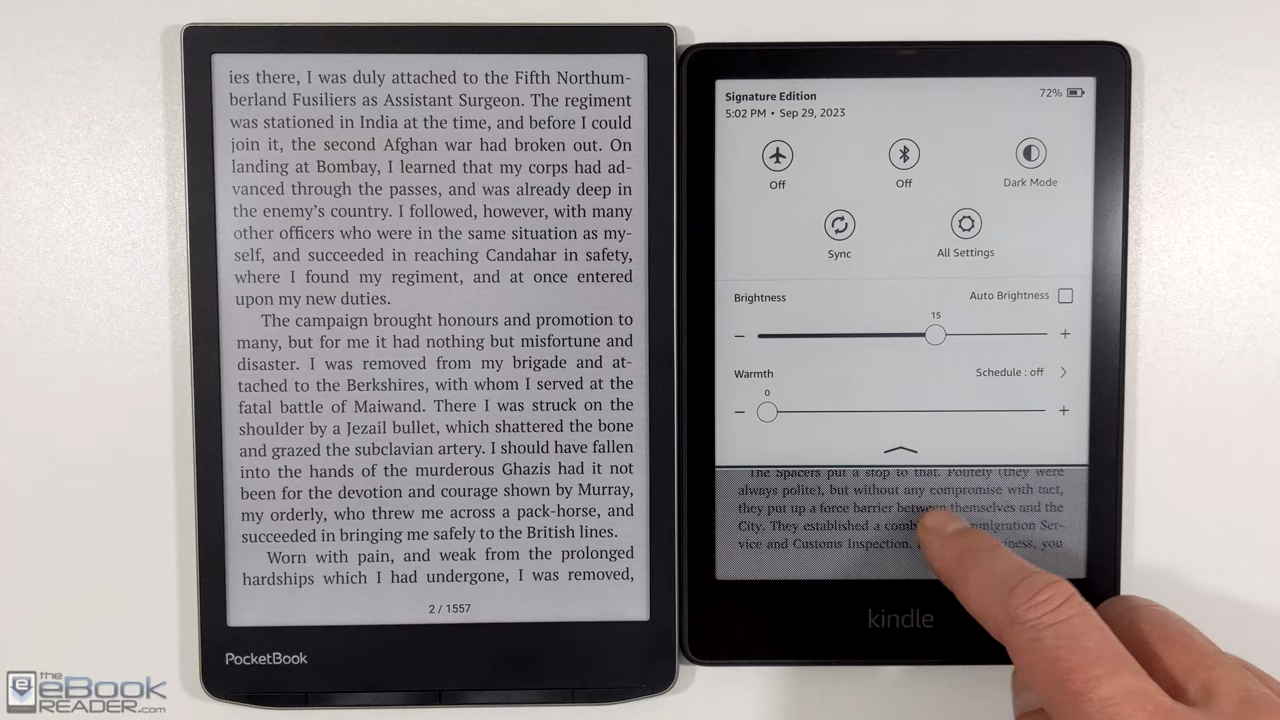 ies there, I was duly attached to the Fifth Northum-
berland Fusiliers as Assistant Surgeon. The regiment
was stationed in India at the time, and before I could
join it, the second Afghan war had broken out. On
landing at Bombay, I learned that my corps had ad-
vanced through the passes, and was already deep in
the enemy's country. I followed, however, with many
other officers who were in the same situation as my-
self, and succeeded in reaching Candahar in safety,
where I found my regiment, and at once entered
upon my new duties.
The campaign brought honours and promotion to
many, but for me it had nothing but misfortune and
disaster. I was removed from my brigade and at-
tached to the Berkshires, with whom I served at the
fatal battle of Maiwand. There I was struck on the
shoulder by a Jezail bullet, which shattered the bone
and grazed the subclavian artery. I should have fallen
into the hands of the murderous Ghazis had it not
been for the devotion and courage shown by Murray,
my orderly, who threw me across a pack-horse, and
succeeded in bringing me safely to the British lines.
Worn with pain, and weak from the prolonged
hardships which I had undergone, I was removed,
2 / 1557
PocketBook
Signature Edition
72%
5:02 PM • Sep 29, 2023
Off
Off
Dark Mode
Sync
All Settings
Brightness
Auto Brightness
15
Warmth
Schedule : off
0
The Spacers put a stop to that. Politely (they were
always polite), but without any compromise with tact,
they put up a force barrier between themselves and the
City. They established a Immigration Ser-
vice and Customs Inspection. you
kindle
the
eBook
READER.com